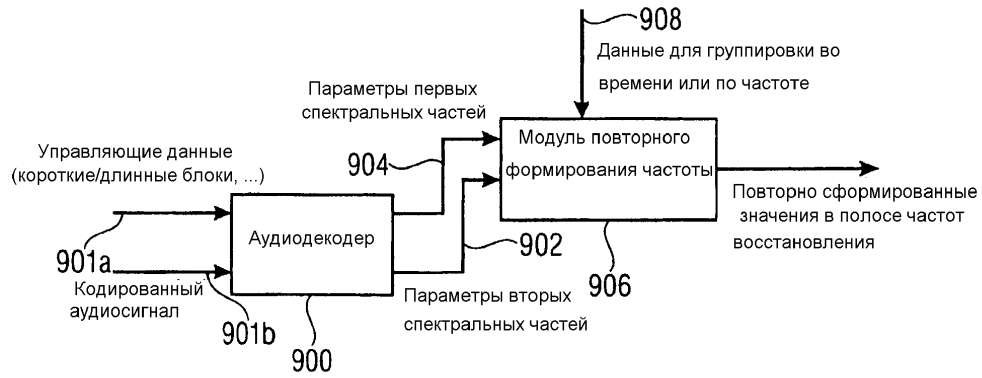 908
Данные для группировки во
времени или по частоте
Параметры первых
спектральных частей
904
Модуль повторного
формирования частоты
Управляющие данные
(короткие/длинные блоки, ...)
901a
Аудиодекодер
902
906
Повторно сформированные
значения в полосе частот
восстановления
Кодированный
аудиосигнал
901b
900
Параметры вторых
спектральных частей